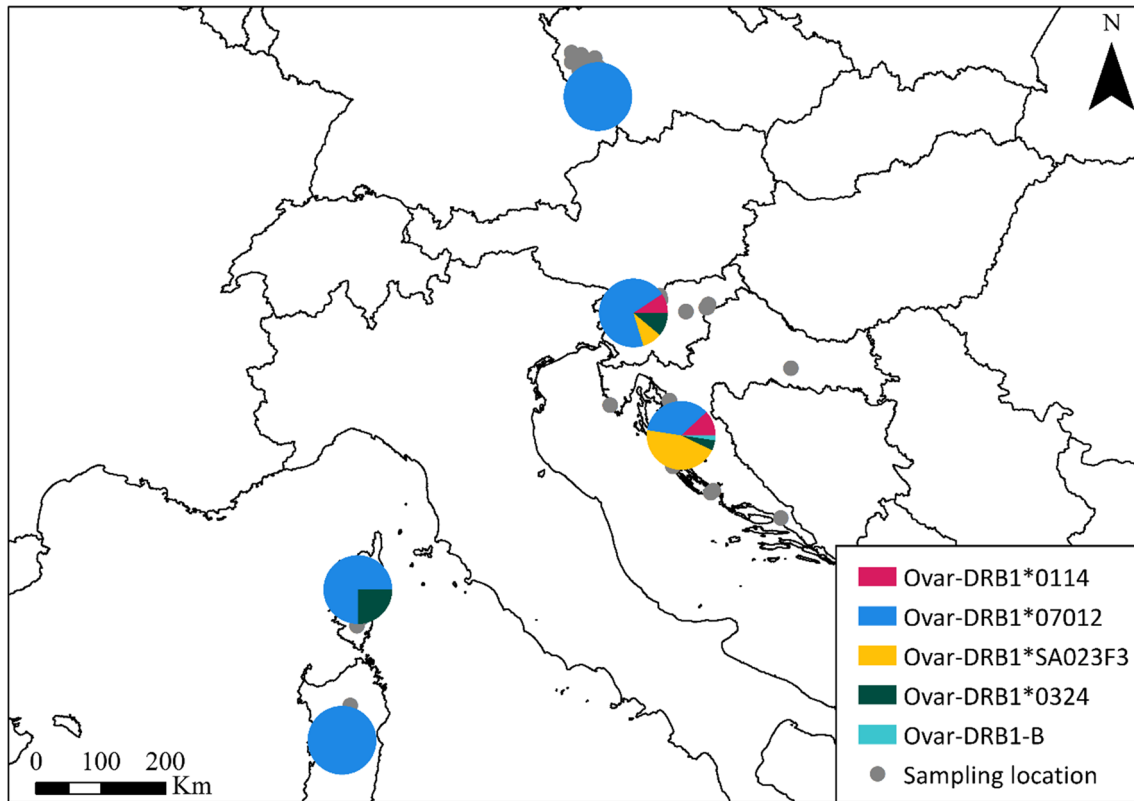 N
Ovar-DRB1*0114
Ovar-DRB1*07012
Ovar-DRB1*SA023F3
Ovar-DRB1*0324
Ovar-DRB1-B
Sampling location
0 100 200
Km